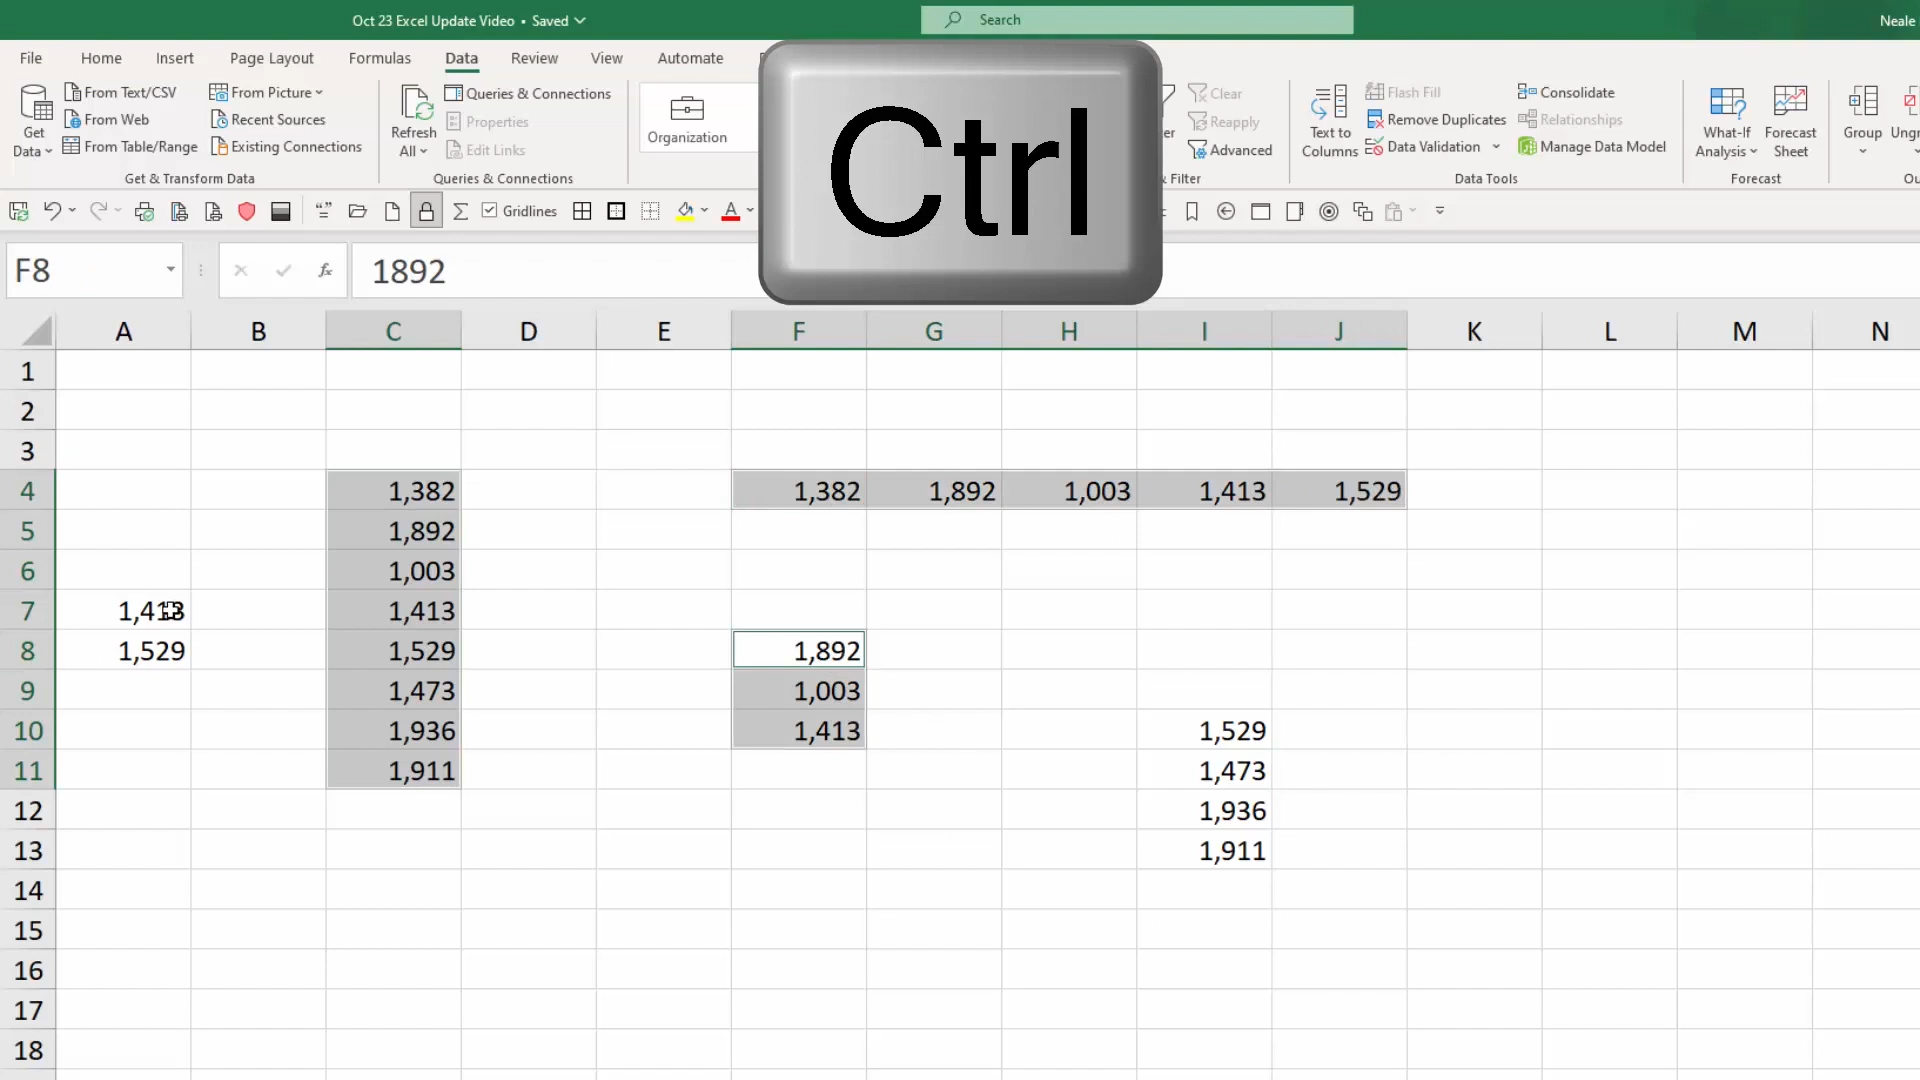 Oct 23 Excel Update Video • Saved
Search
Neale
File Home Insert Page Layout Formulas Data Review View Automate
Get Data
From Text/CSV
From Web
From Table/Range
From Picture
Recent Sources
Existing Connections
Get & Transform Data
Refresh All
Queries & Connections
Properties
Edit Links
Queries & Connections
Organization
Clear
Reapply
Advanced
& Filter
Text to Columns
Flash Fill
Remove Duplicates
Data Validation
Consolidate
Relationships
Manage Data Model
Data Tools
What-If Analysis
Forecast Sheet
Forecast
Group
Ctrl
Gridlines
F8
fx
1892
A B C D E F G H I J K L M N
1
2
3
4 1,382 1,382 1,892 1,003 1,413 1,529
5 1,892
6 1,003
7 1,413 1,413
8 1,529 1,529 1,892
9 1,473 1,003
10 1,936 1,413 1,529
11 1,911 1,473
12 1,936
13 1,911
14
15
16
17
18